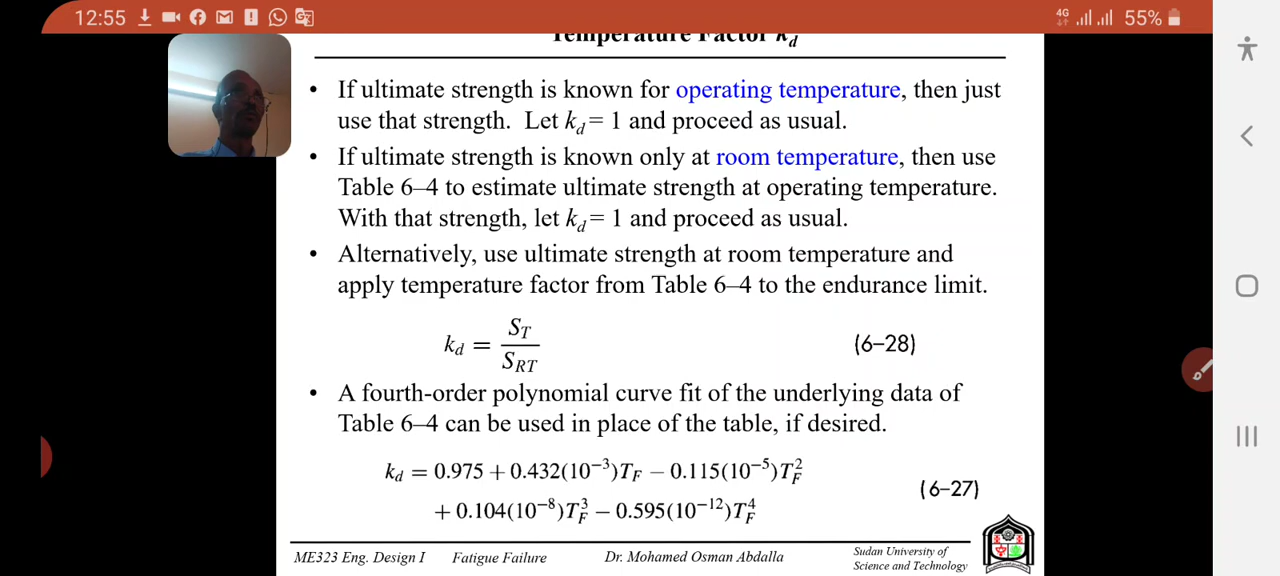 12:55
4G
55%
Temperature Factor k_d
• If ultimate strength is known for operating temperature, then just
use that strength. Let k_d = 1 and proceed as usual.
• If ultimate strength is known only at room temperature, then use
Table 6–4 to estimate ultimate strength at operating temperature.
With that strength, let k_d = 1 and proceed as usual.
• Alternatively, use ultimate strength at room temperature and
apply temperature factor from Table 6–4 to the endurance limit.
k_d = S_T / S_RT (6–28)
• A fourth-order polynomial curve fit of the underlying data of
Table 6–4 can be used in place of the table, if desired.
k_d = 0.975 + 0.432(10^−3)T_F − 0.115(10^−5)T_F^2
+ 0.104(10^−8)T_F^3 − 0.595(10^−12)T_F^4
(6–27)
ME323 Eng. Design I Fatigue Failure Dr. Mohamed Osman Abdalla
Sudan University of
Science and Technology